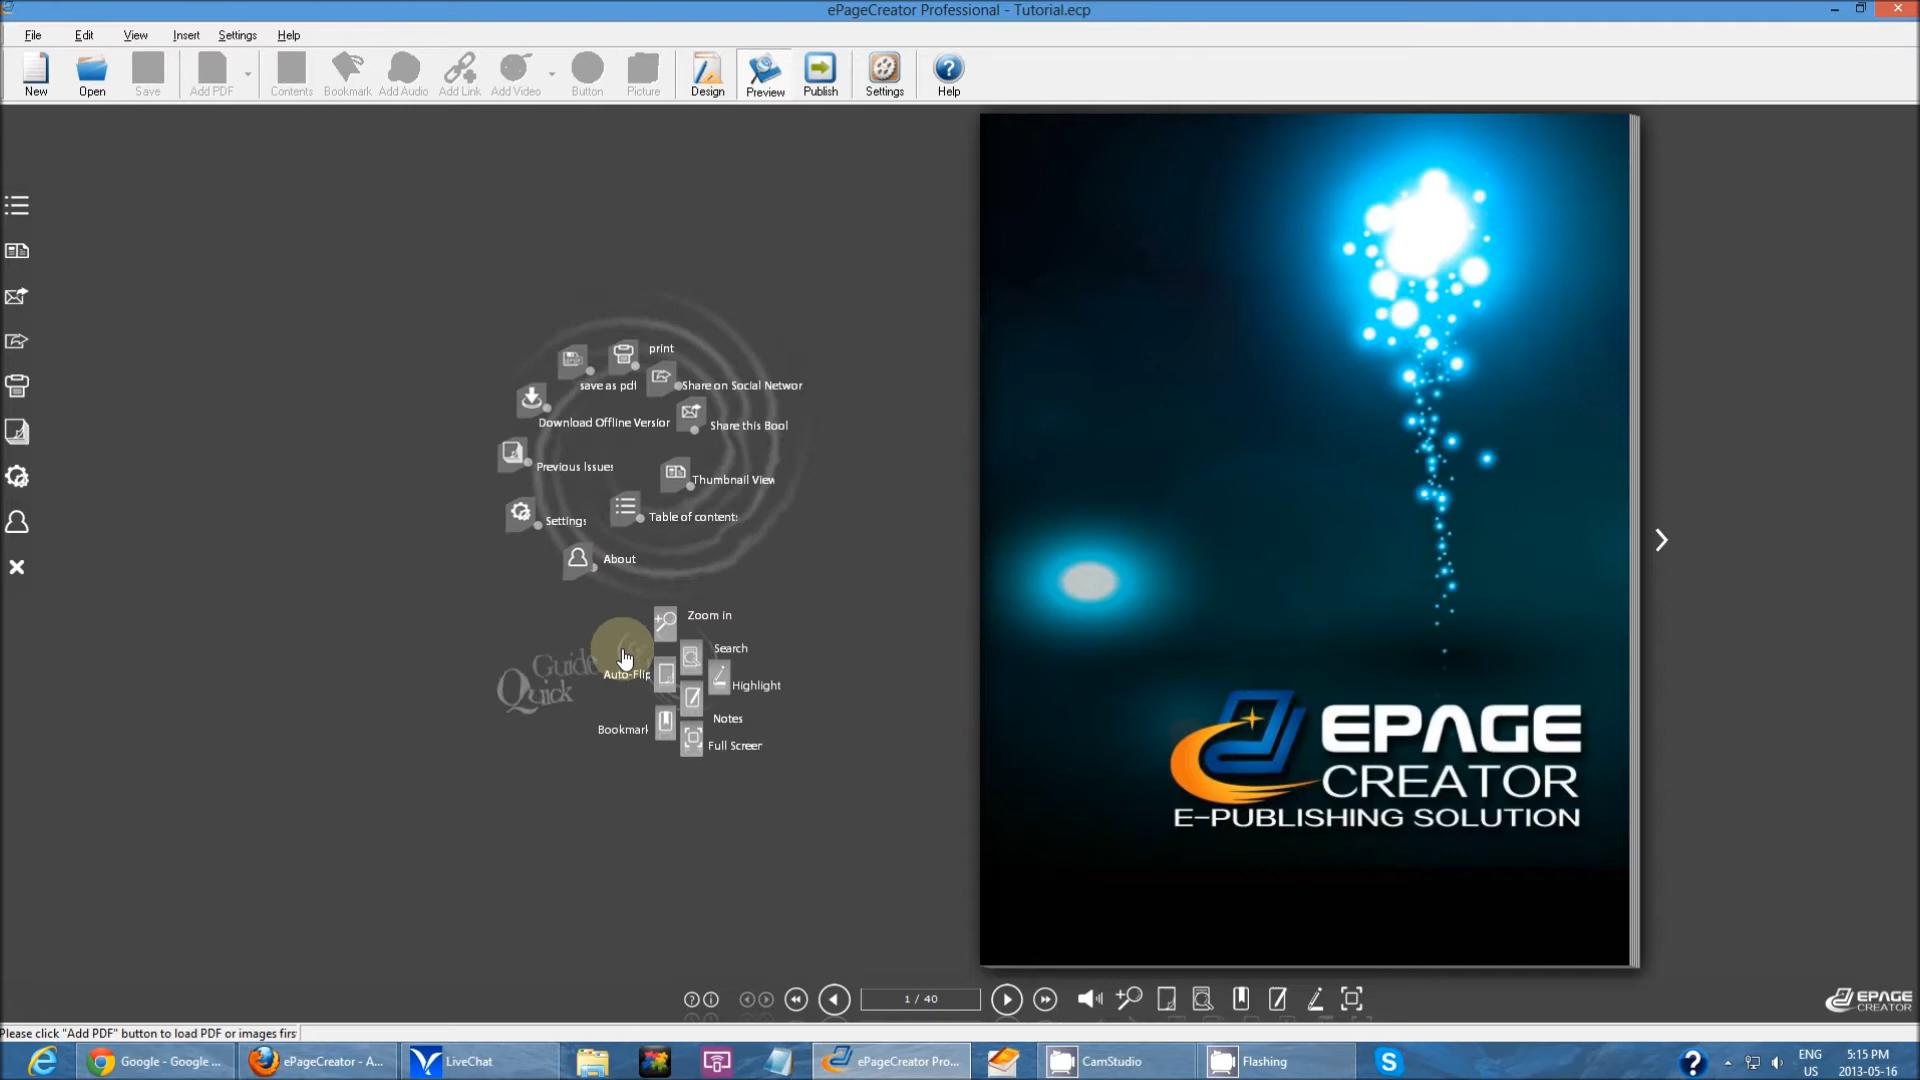 ePageCreator Professional - Tutorial.ecp
File Edit View Insert Settings Help
New Open Save Add PDF Contents Bookmark Add Audio Add Link Add Video Button Picture Design Preview Publish Settings Help
print
save as pdf
Share on Social Networ
Download Offline Version
Share this Bool
Previous Issues
Thumbnail View
Settings
Table of contents
About
Zoom in
Search
Guide
Quick
Auto-Flip
Highlight
Notes
Bookmark
Full Screer
EPAGE
CREATOR
E-PUBLISHING SOLUTION
1 / 40
EPAGE
CREATOR
Please click "Add PDF" button to load PDF or images firs
Google - Google ...
ePageCreator - A...
LiveChat
ePageCreator Pro...
CamStudio
Flashing
ENG
US
5:15 PM
2013-05-16